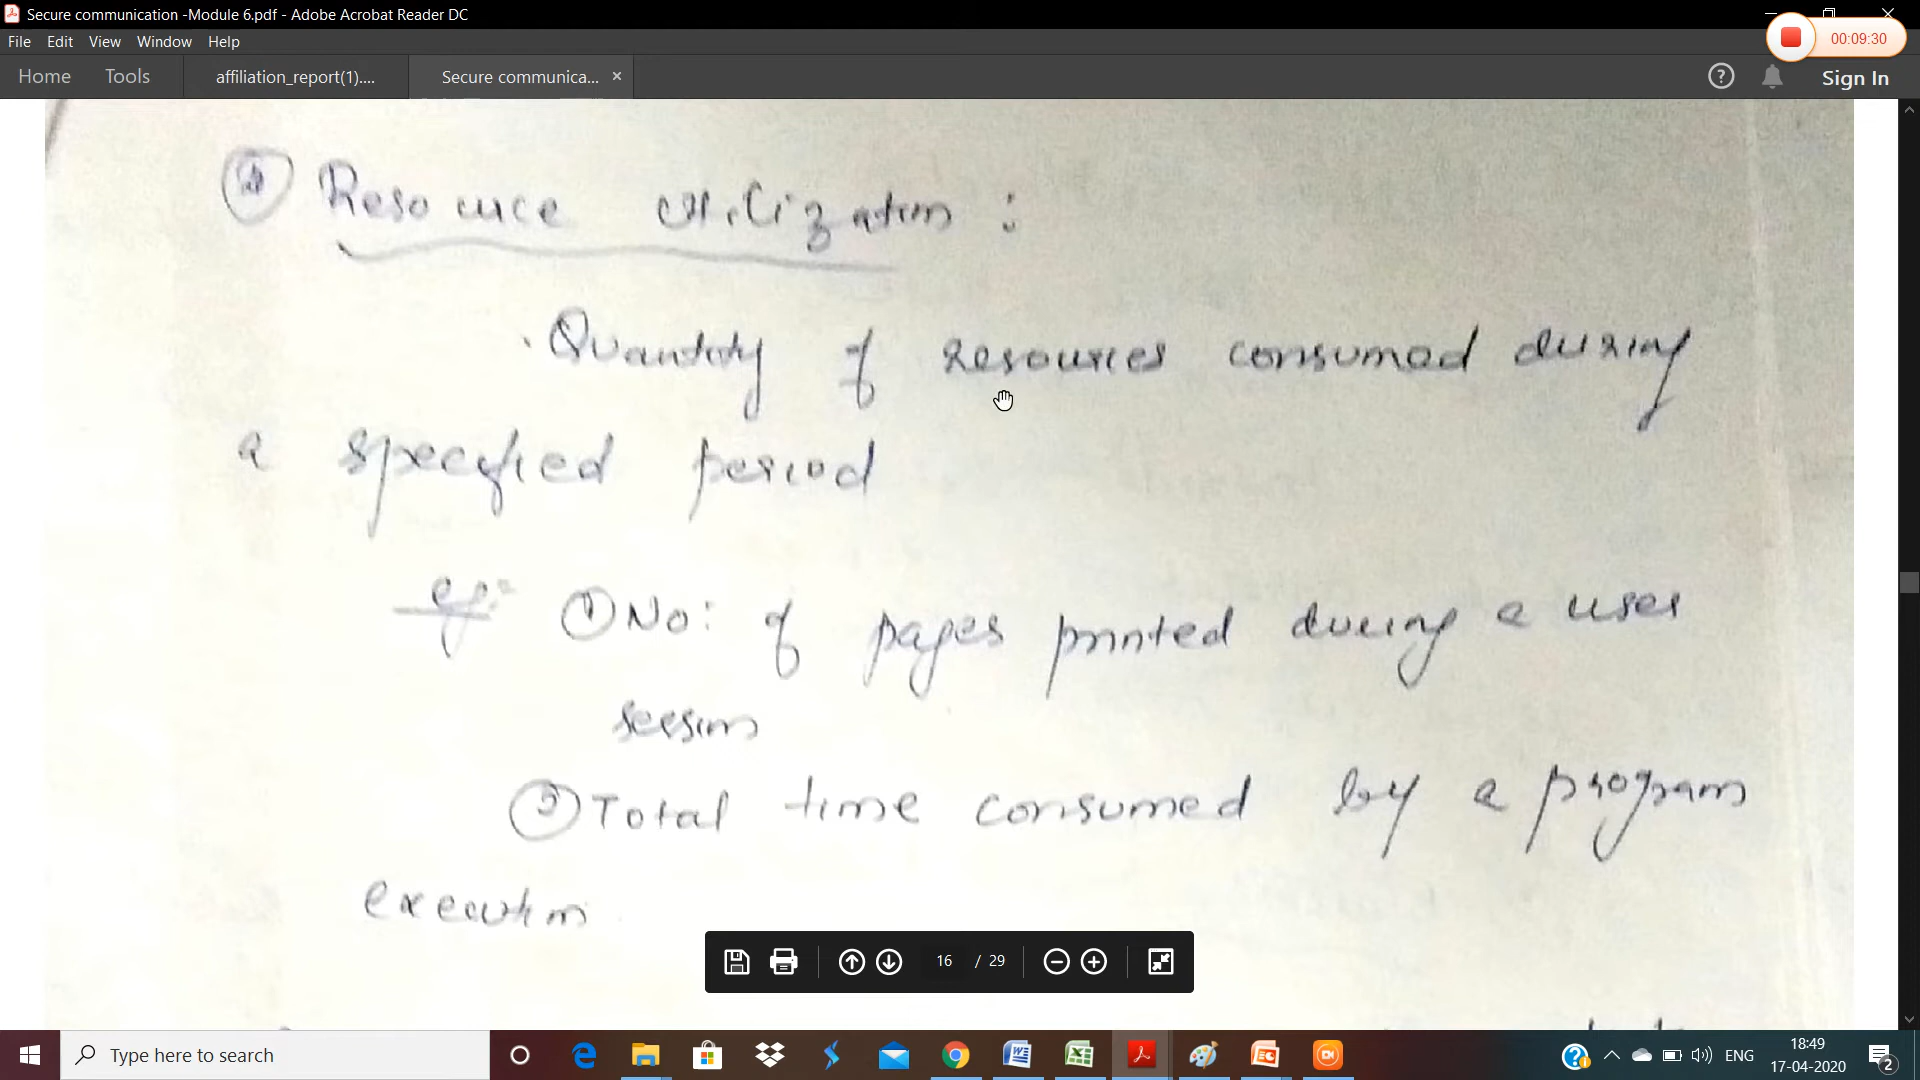 Secure communication -Module 6.pdf - Adobe Acrobat Reader DC
00:09:30
File Edit View Window Help
Home Tools affiliation_report(1).... Secure communica... × ? Sign In
④ Resource utilization :
Quantity of resources consumed during
a specified period
eg: ① No: of pages printed during a user
session
② Total time consumed by a program
execution
16 / 29
Type here to search
ENG
18:49
17-04-2020
2